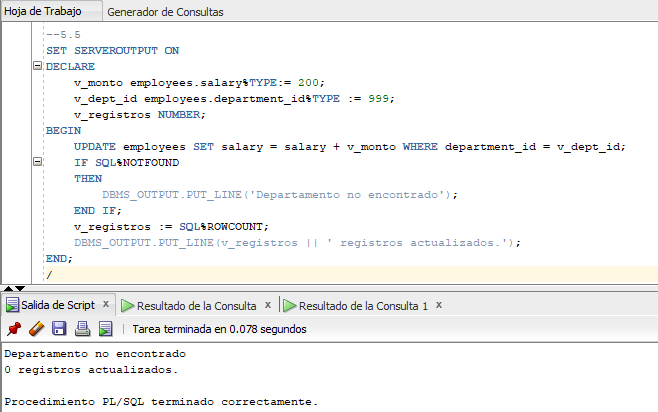 Hoja de Trabajo Generador de Consultas
--5.5
SET SERVEROUTPUT ON
DECLARE
v_monto employees.salary%TYPE:= 200;
v_dept_id employees.department_id%TYPE := 999;
v_registros NUMBER;
BEGIN
UPDATE employees SET salary = salary + v_monto WHERE department_id = v_dept_id;
IF SQL%NOTFOUND
THEN
DBMS_OUTPUT.PUT_LINE('Departamento no encontrado');
END IF;
v_registros := SQL%ROWCOUNT;
DBMS_OUTPUT.PUT_LINE(v_registros || ' registros actualizados.');
END;
/
Salida de Script x Resultado de la Consulta x Resultado de la Consulta 1 x
Tarea terminada en 0.078 segundos
Departamento no encontrado
0 registros actualizados.
Procedimiento PL/SQL terminado correctamente.